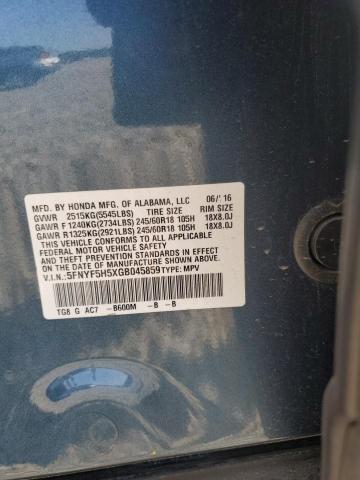 MFD. BY HONDA MFG. OF ALABAMA, LLC 06/'16
GVWR 2515KG(5545LBS) TIRE SIZE RIM SIZE
GAWR F 1240KG(2734LBS) 245/60R18 105H 18X8.0J
GAWR R 1325KG(2921LBS) 245/60R18 105H 18X8.0J
THIS VEHICLE CONFORMS TO ALL APPLICABLE
FEDERAL MOTOR VEHICLE SAFETY
AND THEFT PREVENTION STANDARDS IN EFFECT ON
THE DATE OF MANUFACTURE SHOWN ABOVE.
V.I.N.: 5FNYF5H5XGB045859 TYPE: MPV
TG8 G AC7 -B600M -B -B